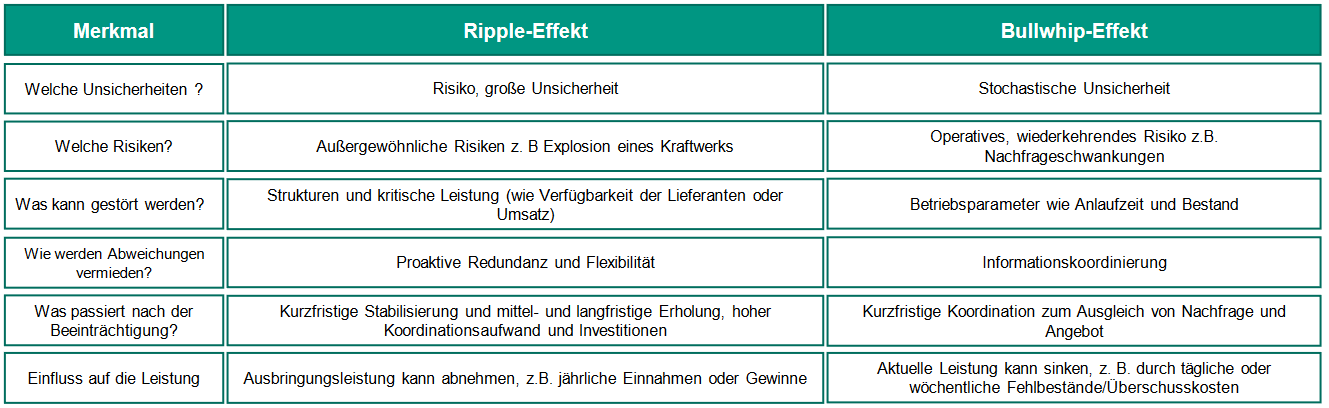 Merkmal
Ripple-Effekt
Bullwhip-Effekt
Welche Unsicherheiten ?
Risiko, große Unsicherheit
Stochastische Unsicherheit
Welche Risiken?
Außergewöhnliche Risiken z. B Explosion eines Kraftwerks
Operatives, wiederkehrendes Risiko z.B.
Nachfrageschwankungen
Was kann gestört werden?
Strukturen und kritische Leistung (wie Verfügbarkeit der Lieferanten oder
Umsatz)
Betriebsparameter wie Anlaufzeit und Bestand
Wie werden Abweichungen
vermieden?
Proaktive Redundanz und Flexibilität
Informationskoordinierung
Was passiert nach der
Beeinträchtigung?
Kurzfristige Stabilisierung und mittel- und langfristige Erholung, hoher
Koordinationsaufwand und Investitionen
Kurzfristige Koordination zum Ausgleich von Nachfrage und
Angebot
Einfluss auf die Leistung
Ausbringungsleistung kann abnehmen, z.B. jährliche Einnahmen oder Gewinne
Aktuelle Leistung kann sinken, z. B. durch tägliche oder
wöchentliche Fehlbestände/Überschusskosten